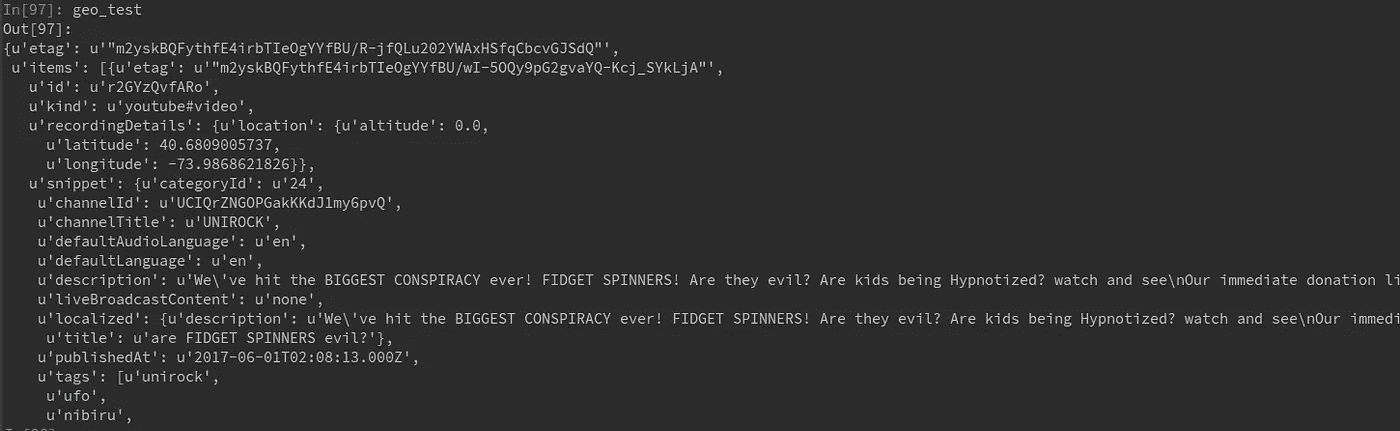 In[97]: geo_test
Out[97]:
{u'etag': u'"m2yskBQFythfE4irbTIeOgYYfBU/R-jfQLu202YWAxHSfqCbcvGJSdQ"',
u'items': [{u'etag': u'"m2yskBQFythfE4irbTIeOgYYfBU/wI-5OQy9pG2gvaYQ-Kcj_SYkLjA"',
u'id': u'r2GYzQvfARo',
u'kind': u'youtube#video',
u'recordingDetails': {u'location': {u'altitude': 0.0,
u'latitude': 40.6809005737,
u'longitude': -73.9868621826}},
u'snippet': {u'categoryId': u'24',
u'channelId': u'UCIQrZNGOPGakKKdJ1my6pvQ',
u'channelTitle': u'UNIROCK',
u'defaultAudioLanguage': u'en',
u'defaultLanguage': u'en',
u'description': u'We\'ve hit the BIGGEST CONSPIRACY ever! FIDGET SPINNERS! Are they evil? Are kids being Hypnotized? watch and see\nOur immediate donation li
u'liveBroadcastContent': u'none',
u'localized': {u'description': u'We\'ve hit the BIGGEST CONSPIRACY ever! FIDGET SPINNERS! Are they evil? Are kids being Hypnotized? watch and see\nOur immedi
u'title': u'are FIDGET SPINNERS evil?'},
u'publishedAt': u'2017-06-01T02:08:13.000Z',
u'tags': [u'unirock',
u'ufo',
u'nibiru',